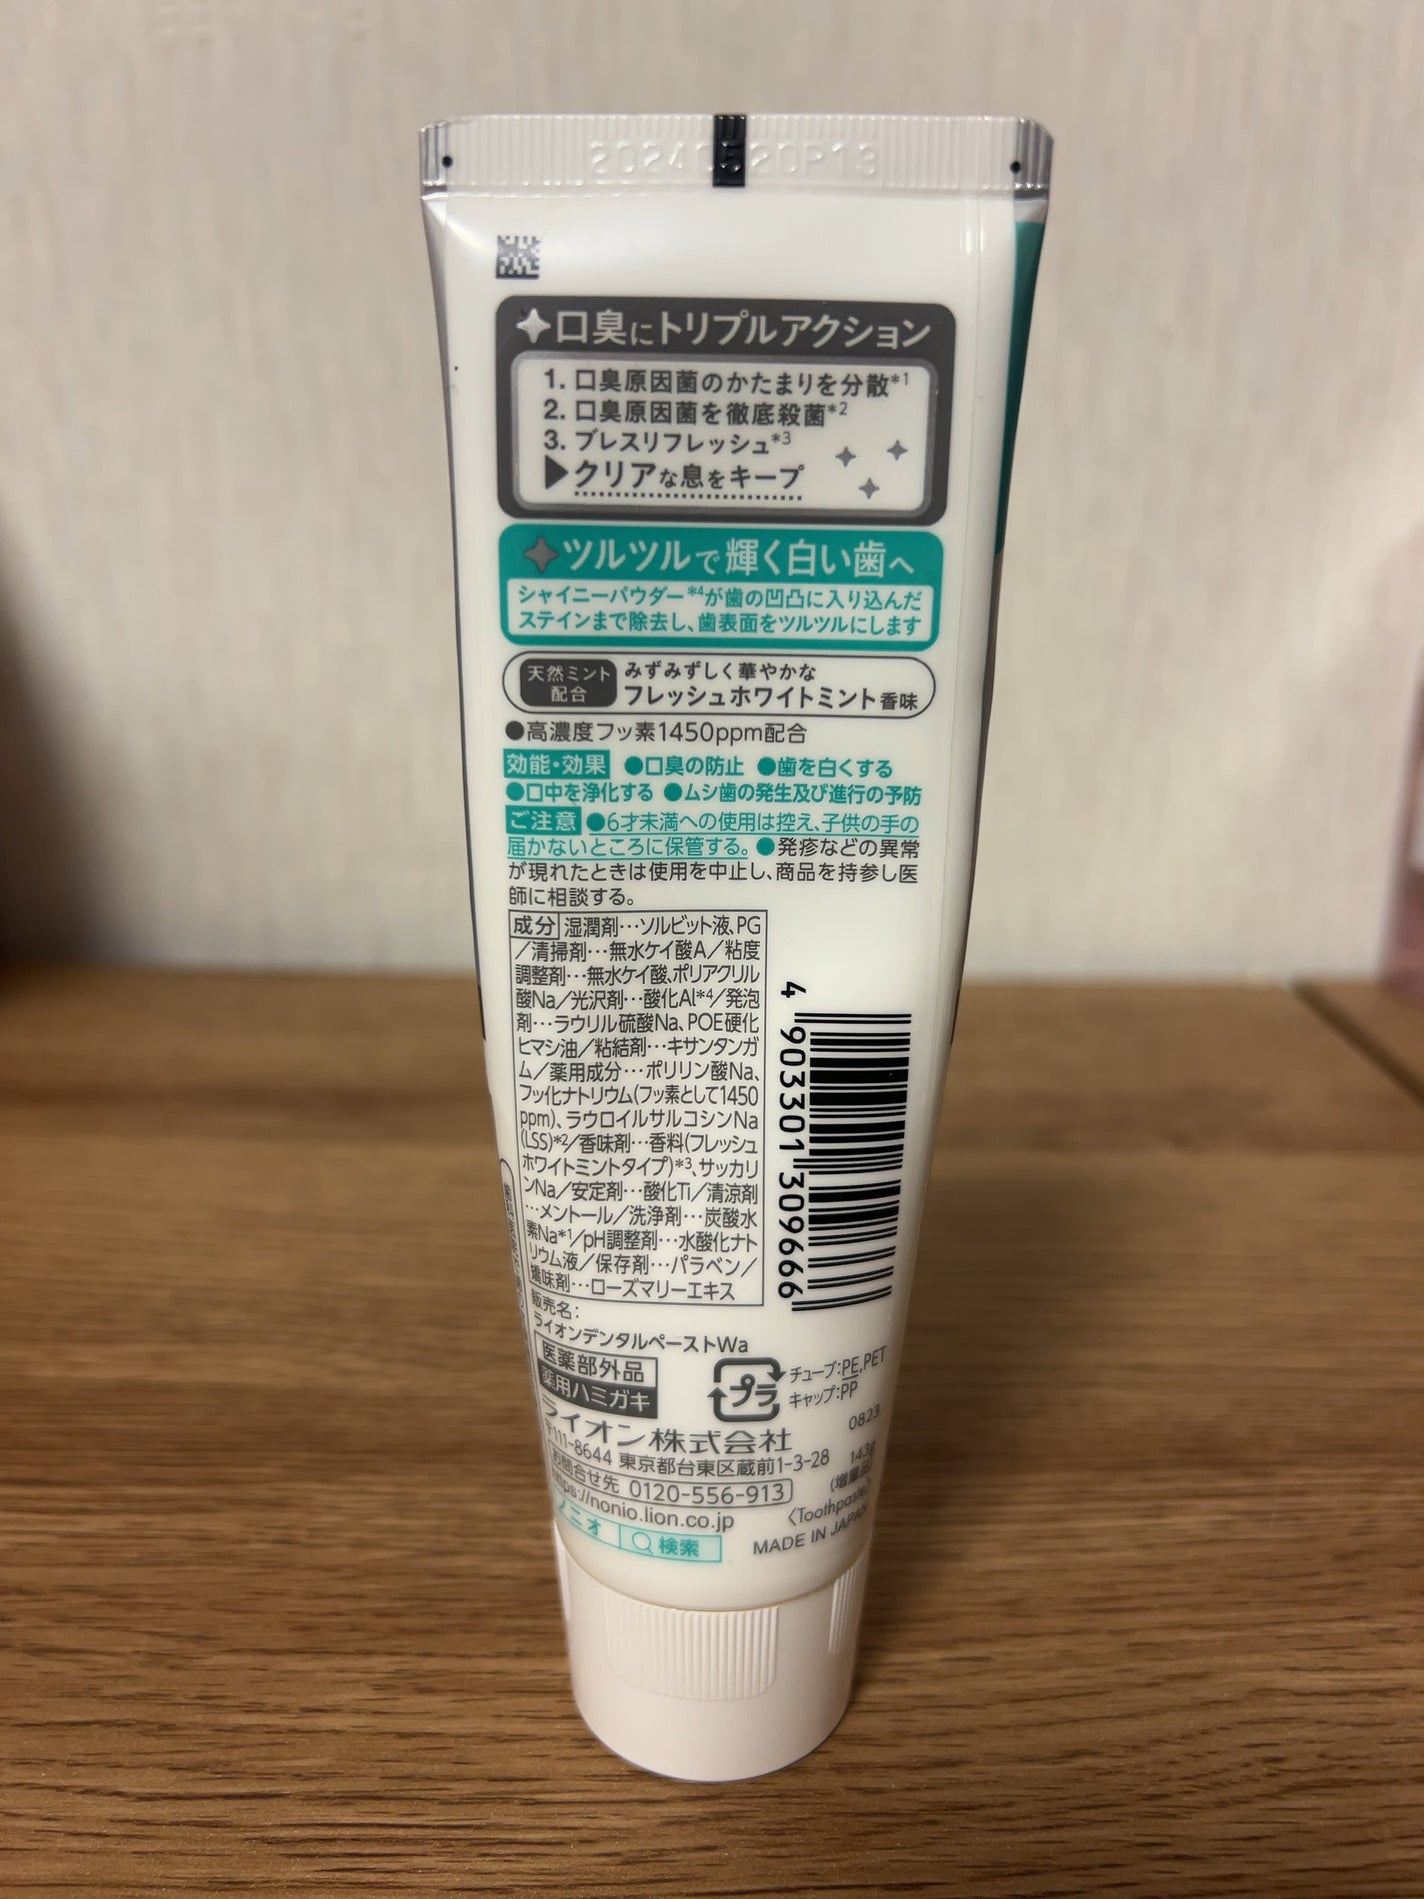 20240520P13
口臭にトリプルアクション
1. 口臭原因菌のかたまりを分散*1
2. 口臭原因菌を徹底殺菌*2
3. ブレスリフレッシュ*3
▶クリアな息をキープ
ツルツルで輝く白い歯へ
シャイニーパウダー*4が歯の凹凸に入り込んだ
ステインまで除去し、歯表面をツルツルにします
天然ミント
配合
みずみずしく華やかな
フレッシュホワイトミント香味
●高濃度フッ素1450ppm配合
効能・効果 ●口臭の防止 ●歯を白くする
●口中を浄化する ●ムシ歯の発生及び進行の予防
ご注意 ●6才未満への使用は控え、子供の手の
届かないところに保管する。●発疹などの異常
が現れたときは使用を中止し、商品を持参し医
師に相談する。
成分 湿潤剤…ソルビット液、PG
／清掃剤…無水ケイ酸A／粘度
調整剤…無水ケイ酸、ポリアクリル
酸Na／光沢剤…酸化Al*4／発泡
剤…ラウリル硫酸Na、POE硬化
ヒマシ油／粘結剤…キサンタンガ
ム／薬用成分…ポリリン酸Na、
フッ化ナトリウム(フッ素として1450
ppm)、ラウロイルサルコシンNa
(LSS)*2／香味剤…香料(フレッシュ
ホワイトミントタイプ)*3、サッカリ
ンNa／安定剤…酸化Ti／清涼剤
…メントール／洗浄剤…炭酸水
素Na*1／pH調整剤…水酸化ナト
リウム液／保存剤…パラベン／
矯味剤…ローズマリーエキス
4 903301 309666
販売名：
ライオンデンタルペーストWa
医薬部外品
薬用ハミガキ
プラ
チューブ：PE,PET
キャップ：PP
0823
ライオン株式会社
〒111-8644 東京都台東区蔵前1-3-28
143g
(増量品)
お問合せ先 0120-556-913
https://nonio.lion.co.jp
〈Toothpaste〉
MADE IN JAPAN
ノニオ 検索